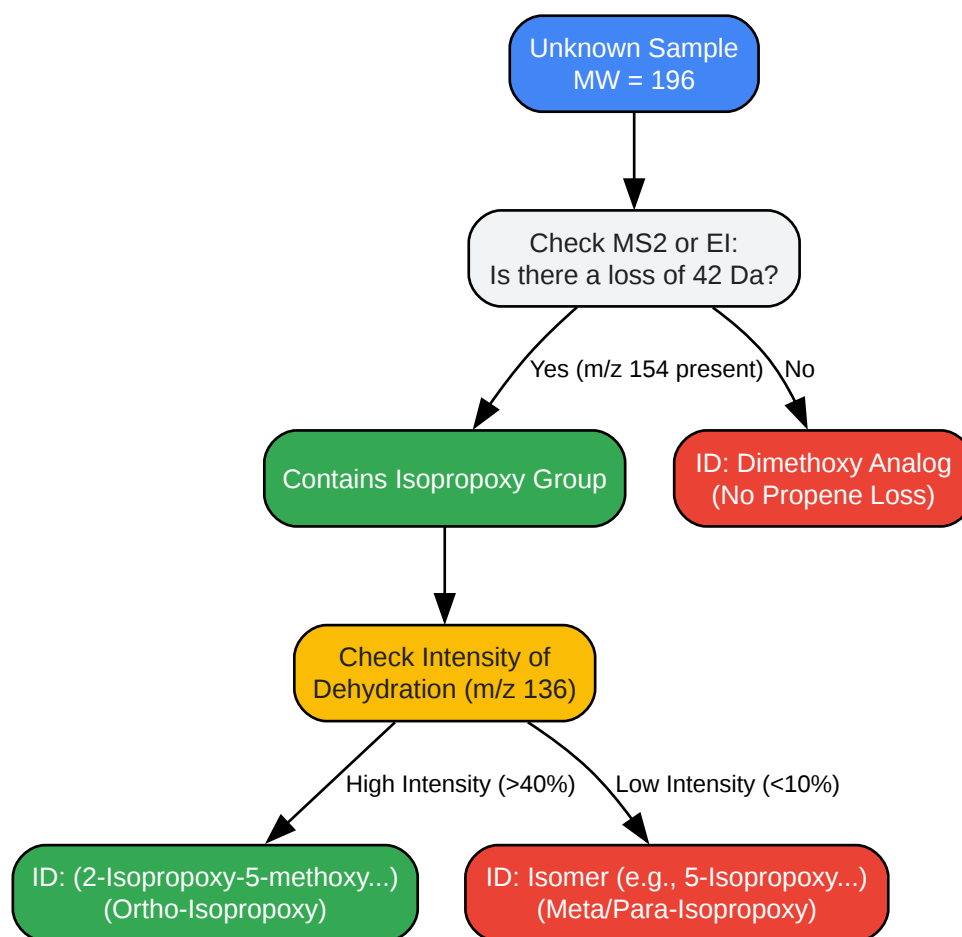 Unknown Sample
MW = 196
Check MS2 or EI:
Is there a loss of 42 Da?
Yes (m/z 154 present)
No
Contains Isopropoxy Group
ID: Dimethoxy Analog
(No Propene Loss)
Check Intensity of
Dehydration (m/z 136)
High Intensity (>40%)
Low Intensity (<10%)
ID: (2-Isopropoxy-5-methoxy...)
(Ortho-Isopropoxy)
ID: Isomer (e.g., 5-Isopropoxy...)
(Meta/Para-Isopropoxy)